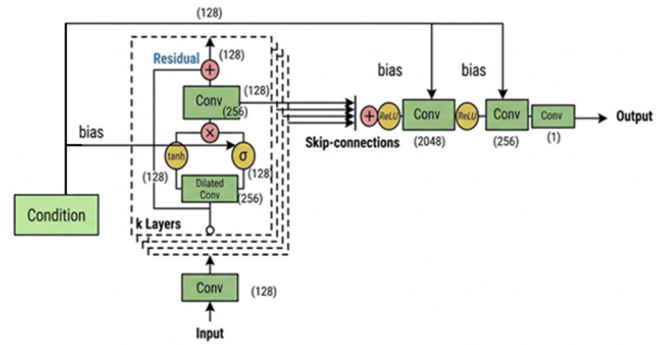 (128)
Residual
(128)
+
(128)
Conv
(256)
×
bias
tanh
σ
(128)
(128)
Dilated
Conv
(256)
k Layers
Condition
Conv
(128)
Input
bias
bias
+
ReLU
Conv
ReLU
Conv
Conv
Output
Skip-connections
(2048)
(256)
(1)